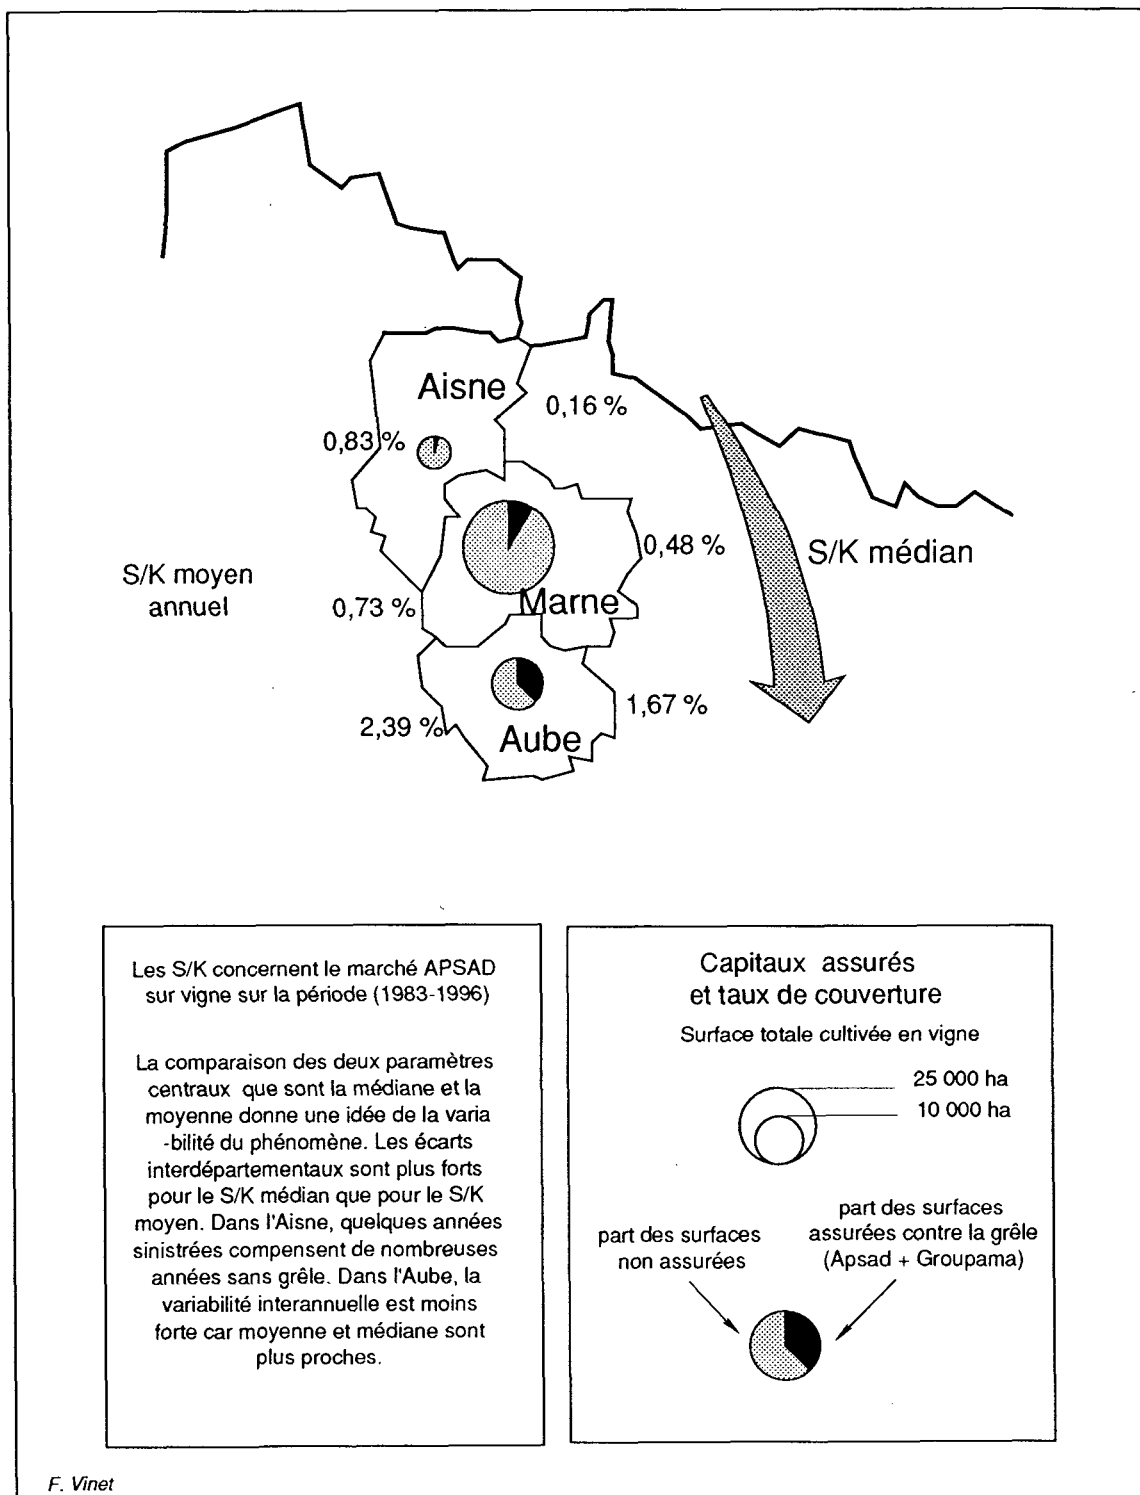 Aisne
0,16 %
0,83 %
0,48 %
S/K médian
S/K moyen
annuel
0,73 %
Marne
1,67 %
2,39 %
Aube
Les S/K concernent le marché APSAD
sur vigne sur la période (1983-1996)
La comparaison des deux paramètres
centraux que sont la médiane et la
moyenne donne une idée de la varia
-bilité du phénomène. Les écarts
interdépartementaux sont plus forts
pour le S/K médian que pour le S/K
moyen. Dans l'Aisne, quelques années
sinistrées compensent de nombreuses
années sans grêle. Dans l'Aube, la
variabilité interannuelle est moins
forte car moyenne et médiane sont
plus proches.
Capitaux assurés
et taux de couverture
Surface totale cultivée en vigne
25 000 ha
10 000 ha
part des surfaces
non assurées
part des surfaces
assurées contre la grêle
(Apsad + Groupama)
F. Vinet